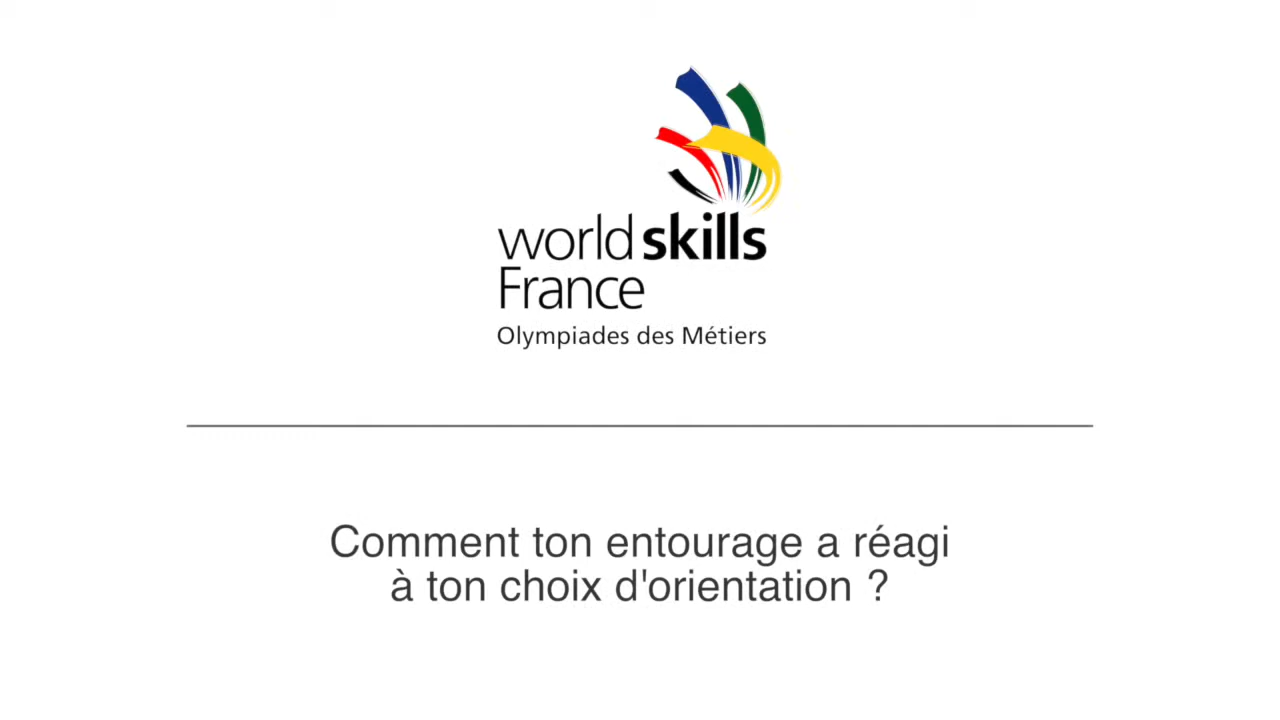 worldskills
France
Olympiades des Métiers
Comment ton entourage a réagi
à ton choix d'orientation ?